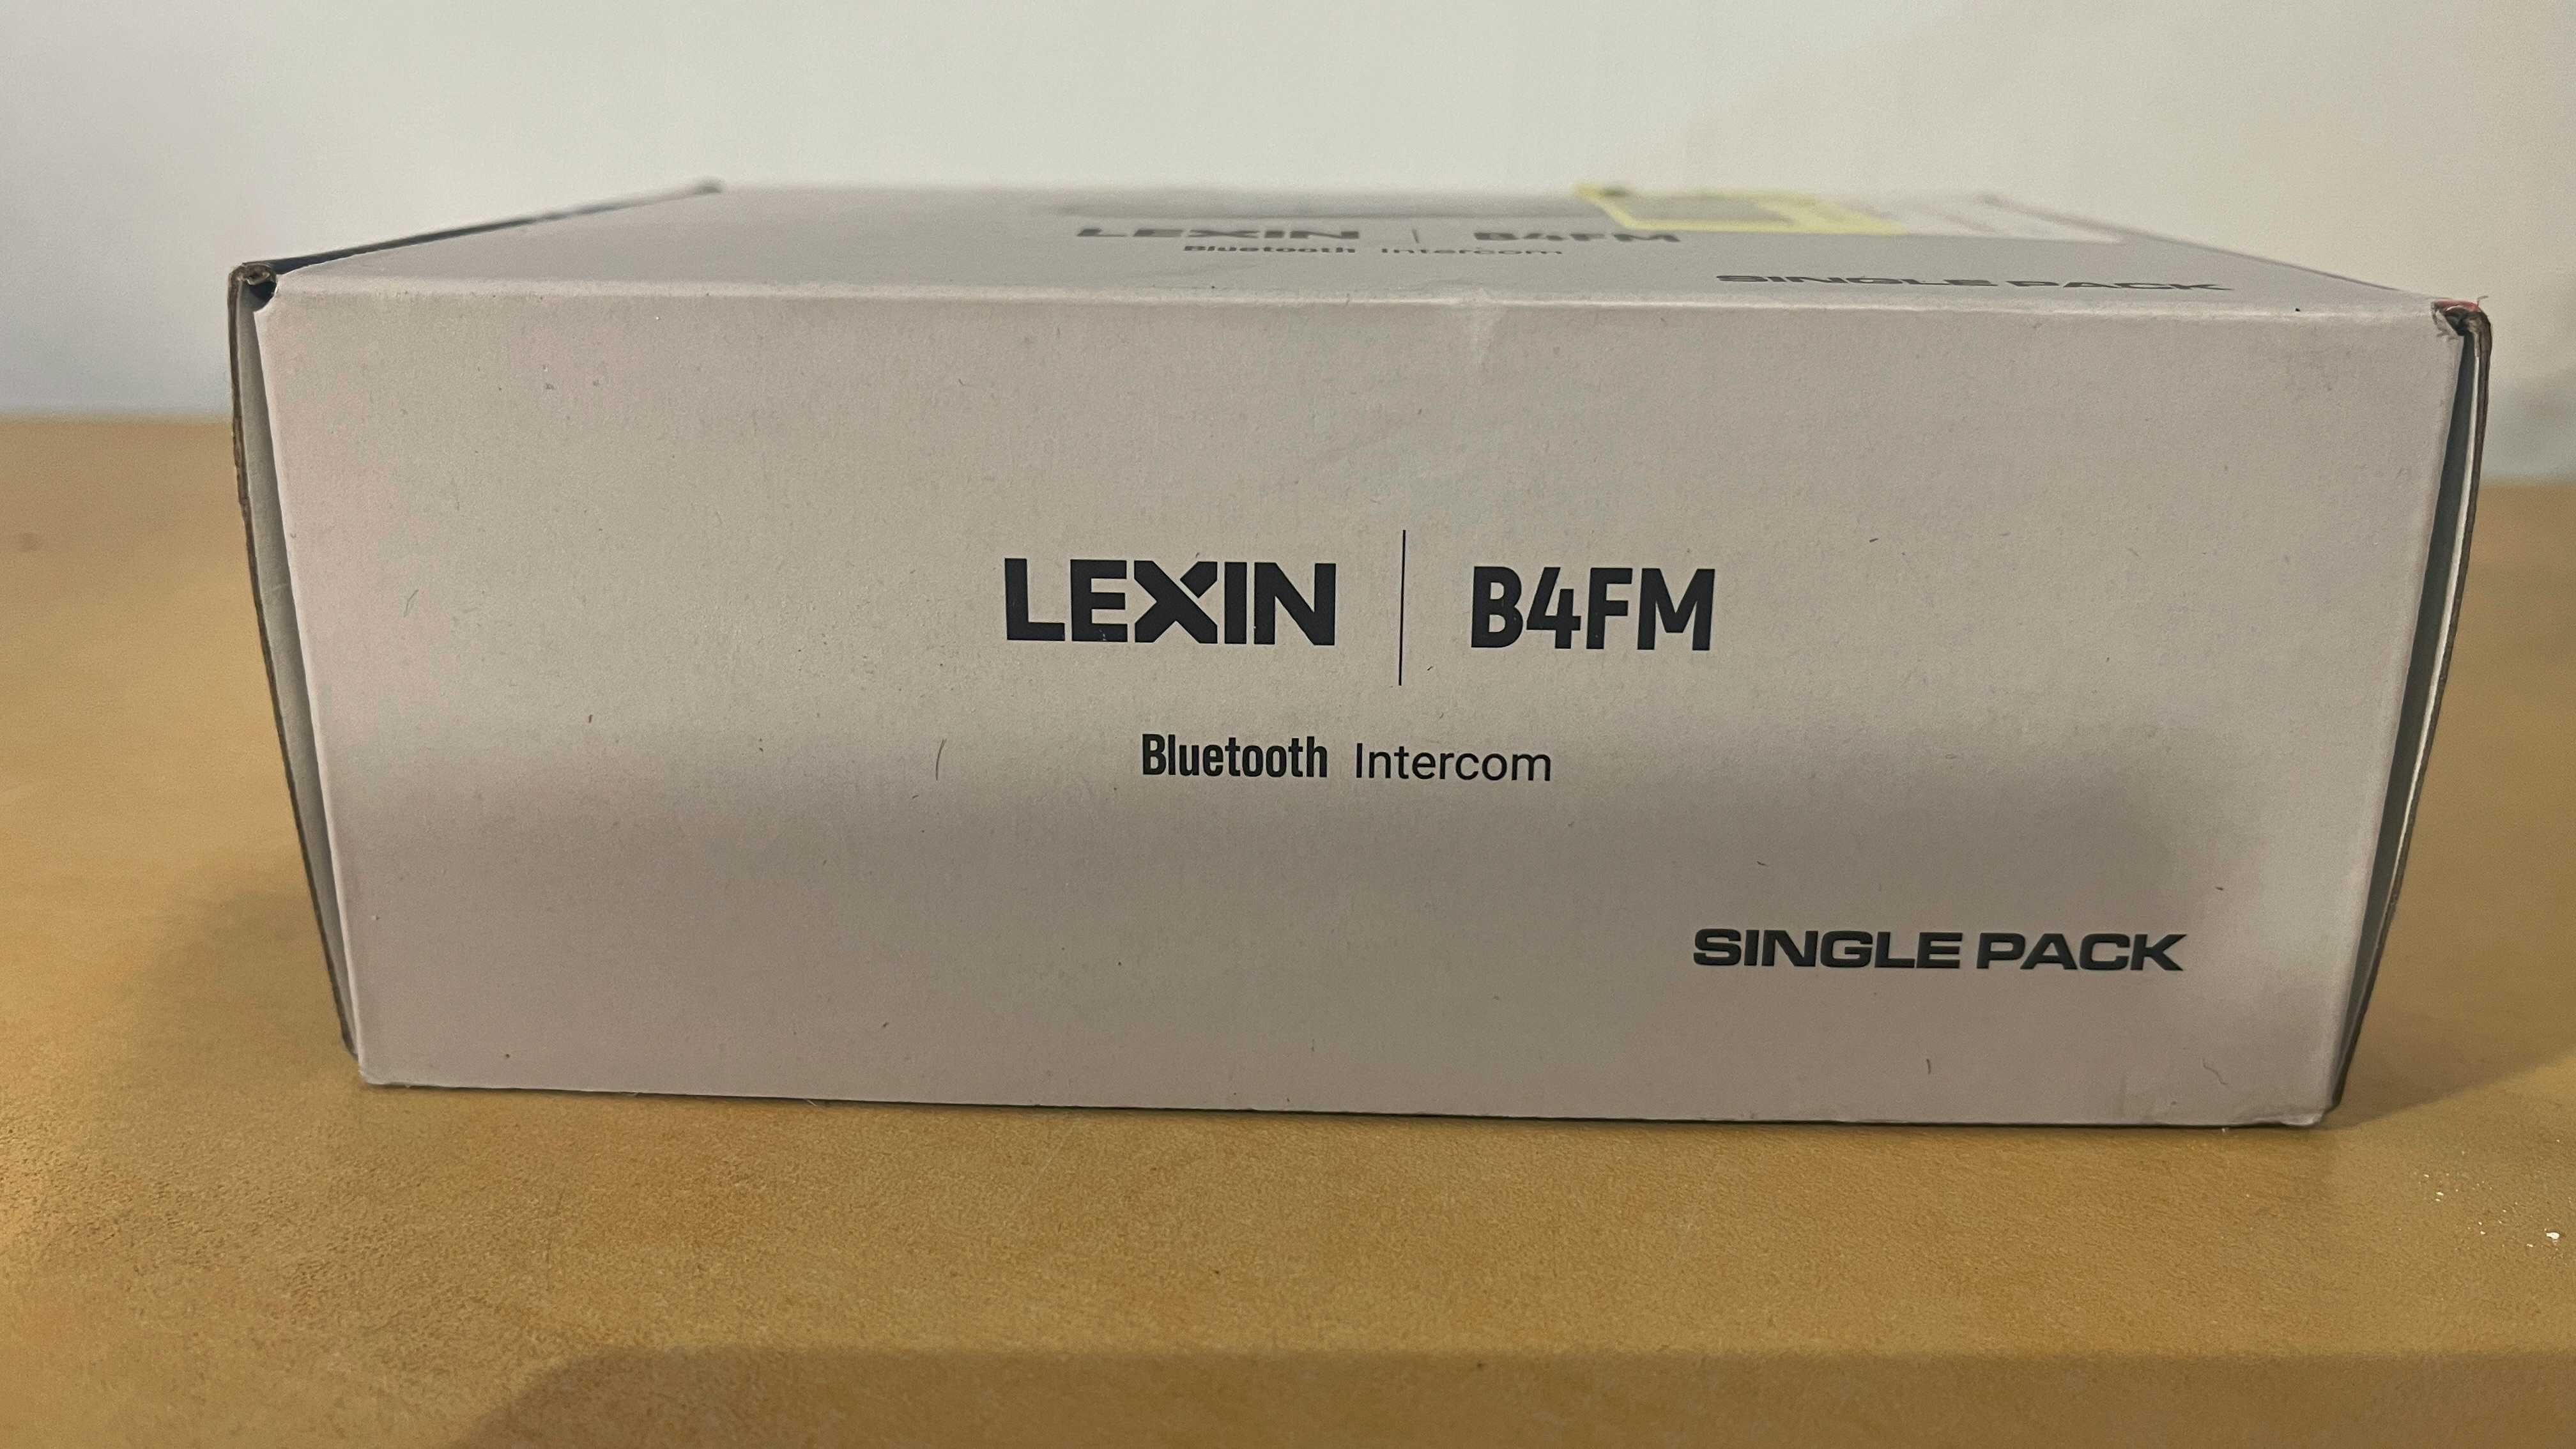 LEXIN | B4FM
Bluetooth Intercom
SINGLE PACK
LEXIN | B4FM
Bluetooth Intercom
SINGLE PACK